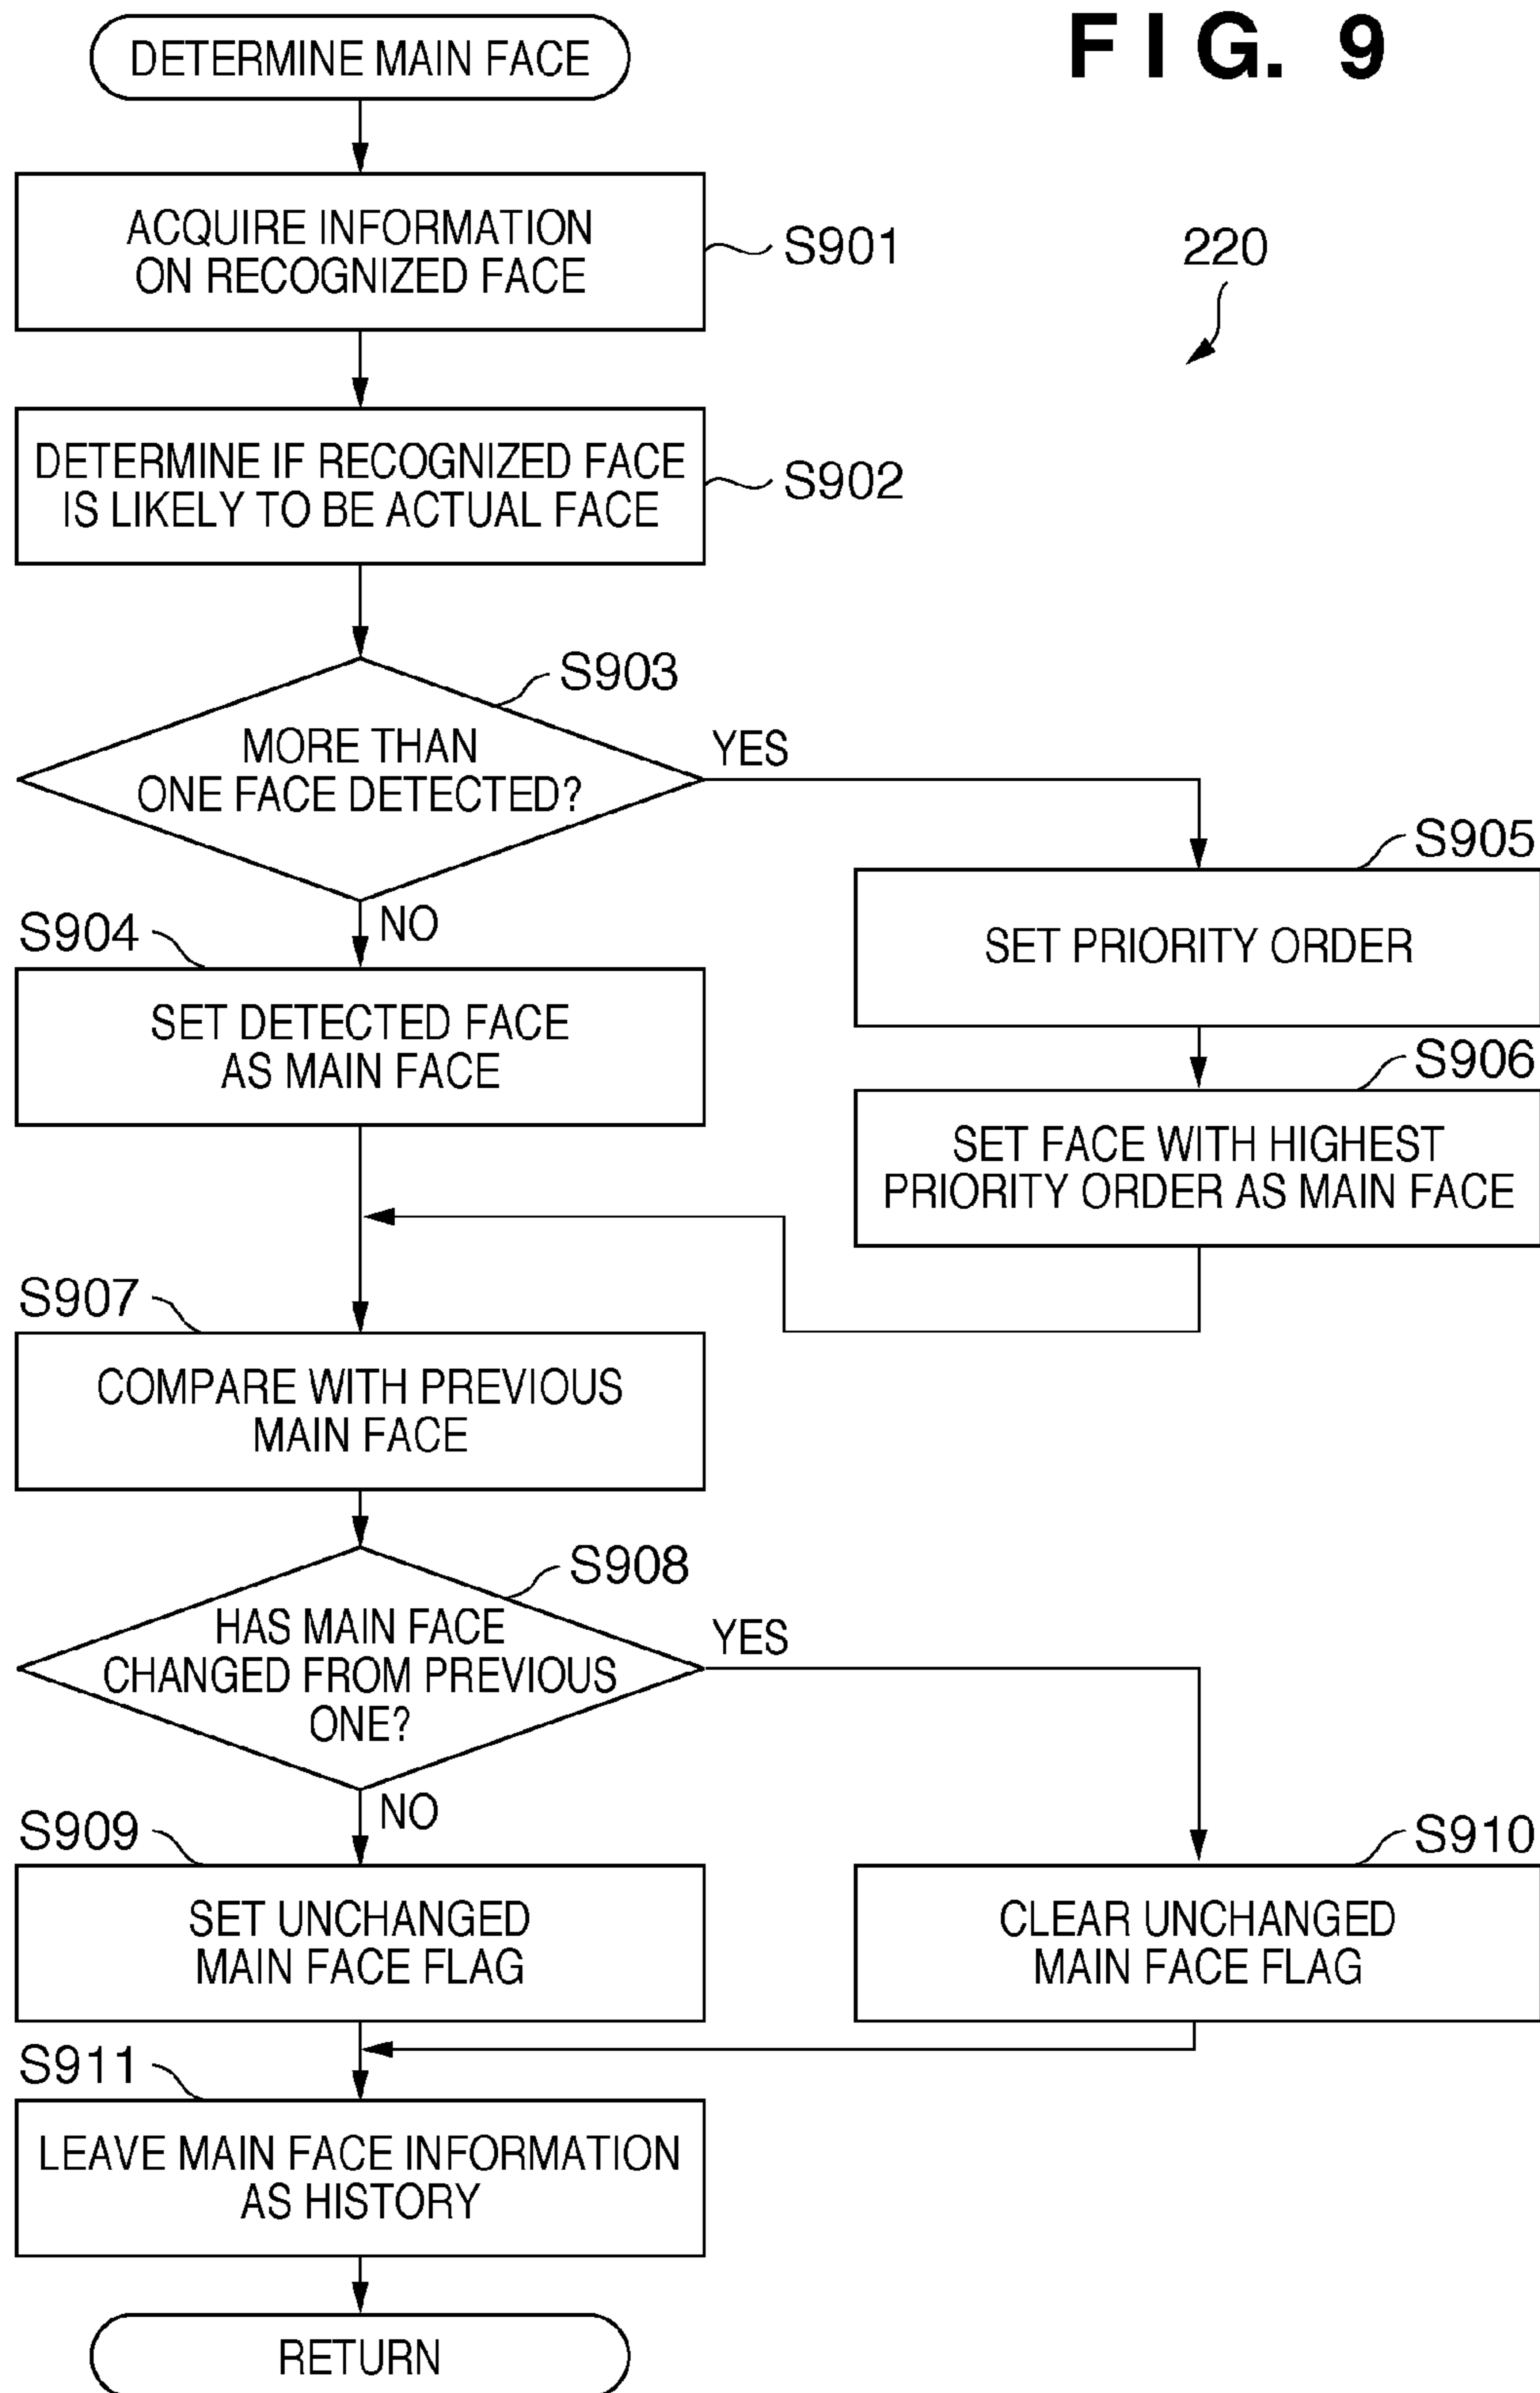 FIG. 9
DETERMINE MAIN FACE
ACQUIRE INFORMATION
ON RECOGNIZED FACE
S901
220
DETERMINE IF RECOGNIZED FACE
IS LIKELY TO BE ACTUAL FACE
S902
S903
MORE THAN
ONE FACE DETECTED?
YES
NO
S904
SET DETECTED FACE
AS MAIN FACE
S905
SET PRIORITY ORDER
S906
SET FACE WITH HIGHEST
PRIORITY ORDER AS MAIN FACE
S907
COMPARE WITH PREVIOUS
MAIN FACE
S908
HAS MAIN FACE
CHANGED FROM PREVIOUS
ONE?
YES
NO
S909
SET UNCHANGED
MAIN FACE FLAG
S910
CLEAR UNCHANGED
MAIN FACE FLAG
S911
LEAVE MAIN FACE INFORMATION
AS HISTORY
RETURN